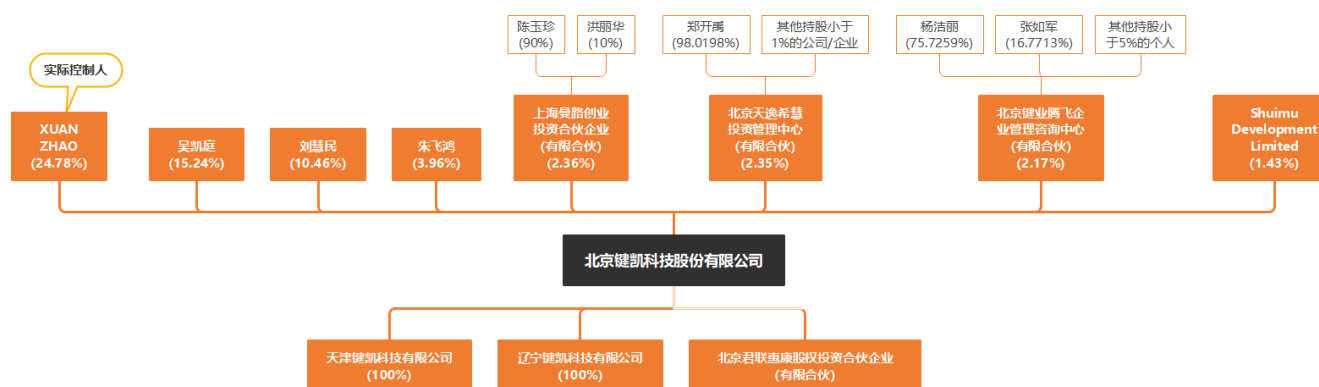 陈玉珍
(90%)
洪丽华
(10%)
郑开禹
(98.0198%)
其他持股小于
1%的公司/企业
杨洁丽
(75.7259%)
张如军
(16.7713%)
其他持股小
于5%的个人
实际控制人
XUAN
ZHAO
(24.78%)
吴凯庭
(15.24%)
刘慧民
(10.46%)
朱飞鸿
(3.96%)
上海曼路创业
投资合伙企业
(有限合伙)
(2.36%)
北京天逸希慧
投资管理中心
(有限合伙)
(2.35%)
北京键业腾飞企
业管理咨询中心
(有限合伙)
(2.17%)
Shuimu
Development
Limited
(1.43%)
北京键凯科技股份有限公司
天津键凯科技有限公司
(100%)
辽宁键凯科技有限公司
(100%)
北京君联惠康股权投资合伙企业
(有限合伙)